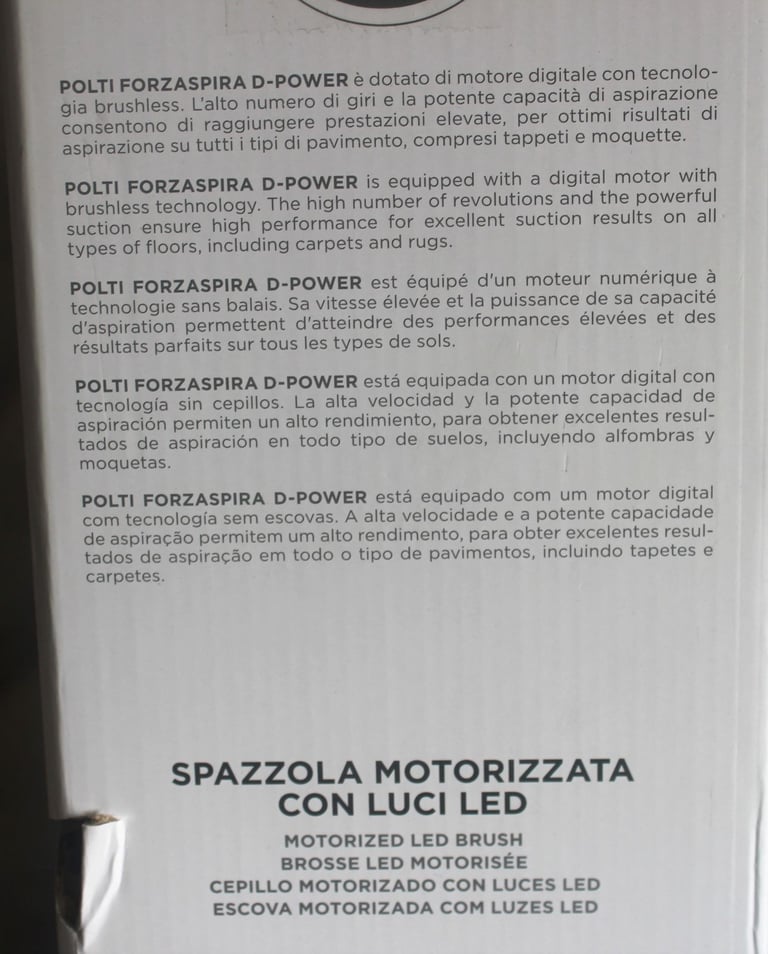 POLTI FORZASPIRA D-POWER è dotato di motore digitale con tecnolo-
gia brushless. L'alto numero di giri e la potente capacità di aspirazione
consentono di raggiungere prestazioni elevate, per ottimi risultati di
aspirazione su tutti i tipi di pavimento, compresi tappeti e moquette.
POLTI FORZASPIRA D-POWER is equipped with a digital motor with
brushless technology. The high number of revolutions and the powerful
suction ensure high performance for excellent suction results on all
types of floors, including carpets and rugs.
POLTI FORZASPIRA D-POWER est équipé d'un moteur numérique à
technologie sans balais. Sa vitesse élevée et la puissance de sa capacité
d'aspiration permettent d'atteindre des performances élevées et des
résultats parfaits sur tous les types de sols.
POLTI FORZASPIRA D-POWER está equipada con un motor digital con
tecnología sin cepillos. La alta velocidad y la potente capacidad de
aspiración permiten un alto rendimiento, para obtener excelentes resul-
tados de aspiración en todo tipo de suelos, incluyendo alfombras y
moquetas.
POLTI FORZASPIRA D-POWER está equipado com um motor digital
com tecnología sem escovas. A alta velocidade e a potente capacidade
de aspiração permitem um alto rendimento, para obter excelentes resul-
tados de aspiração em todo o tipo de pavimentos, incluindo tapetes e
carpetes.
SPAZZOLA MOTORIZZATA
CON LUCI LED
MOTORIZED LED BRUSH
BROSSE LED MOTORISÉE
CEPILLO MOTORIZADO CON LUCES LED
ESCOVA MOTORIZADA COM LUZES LED